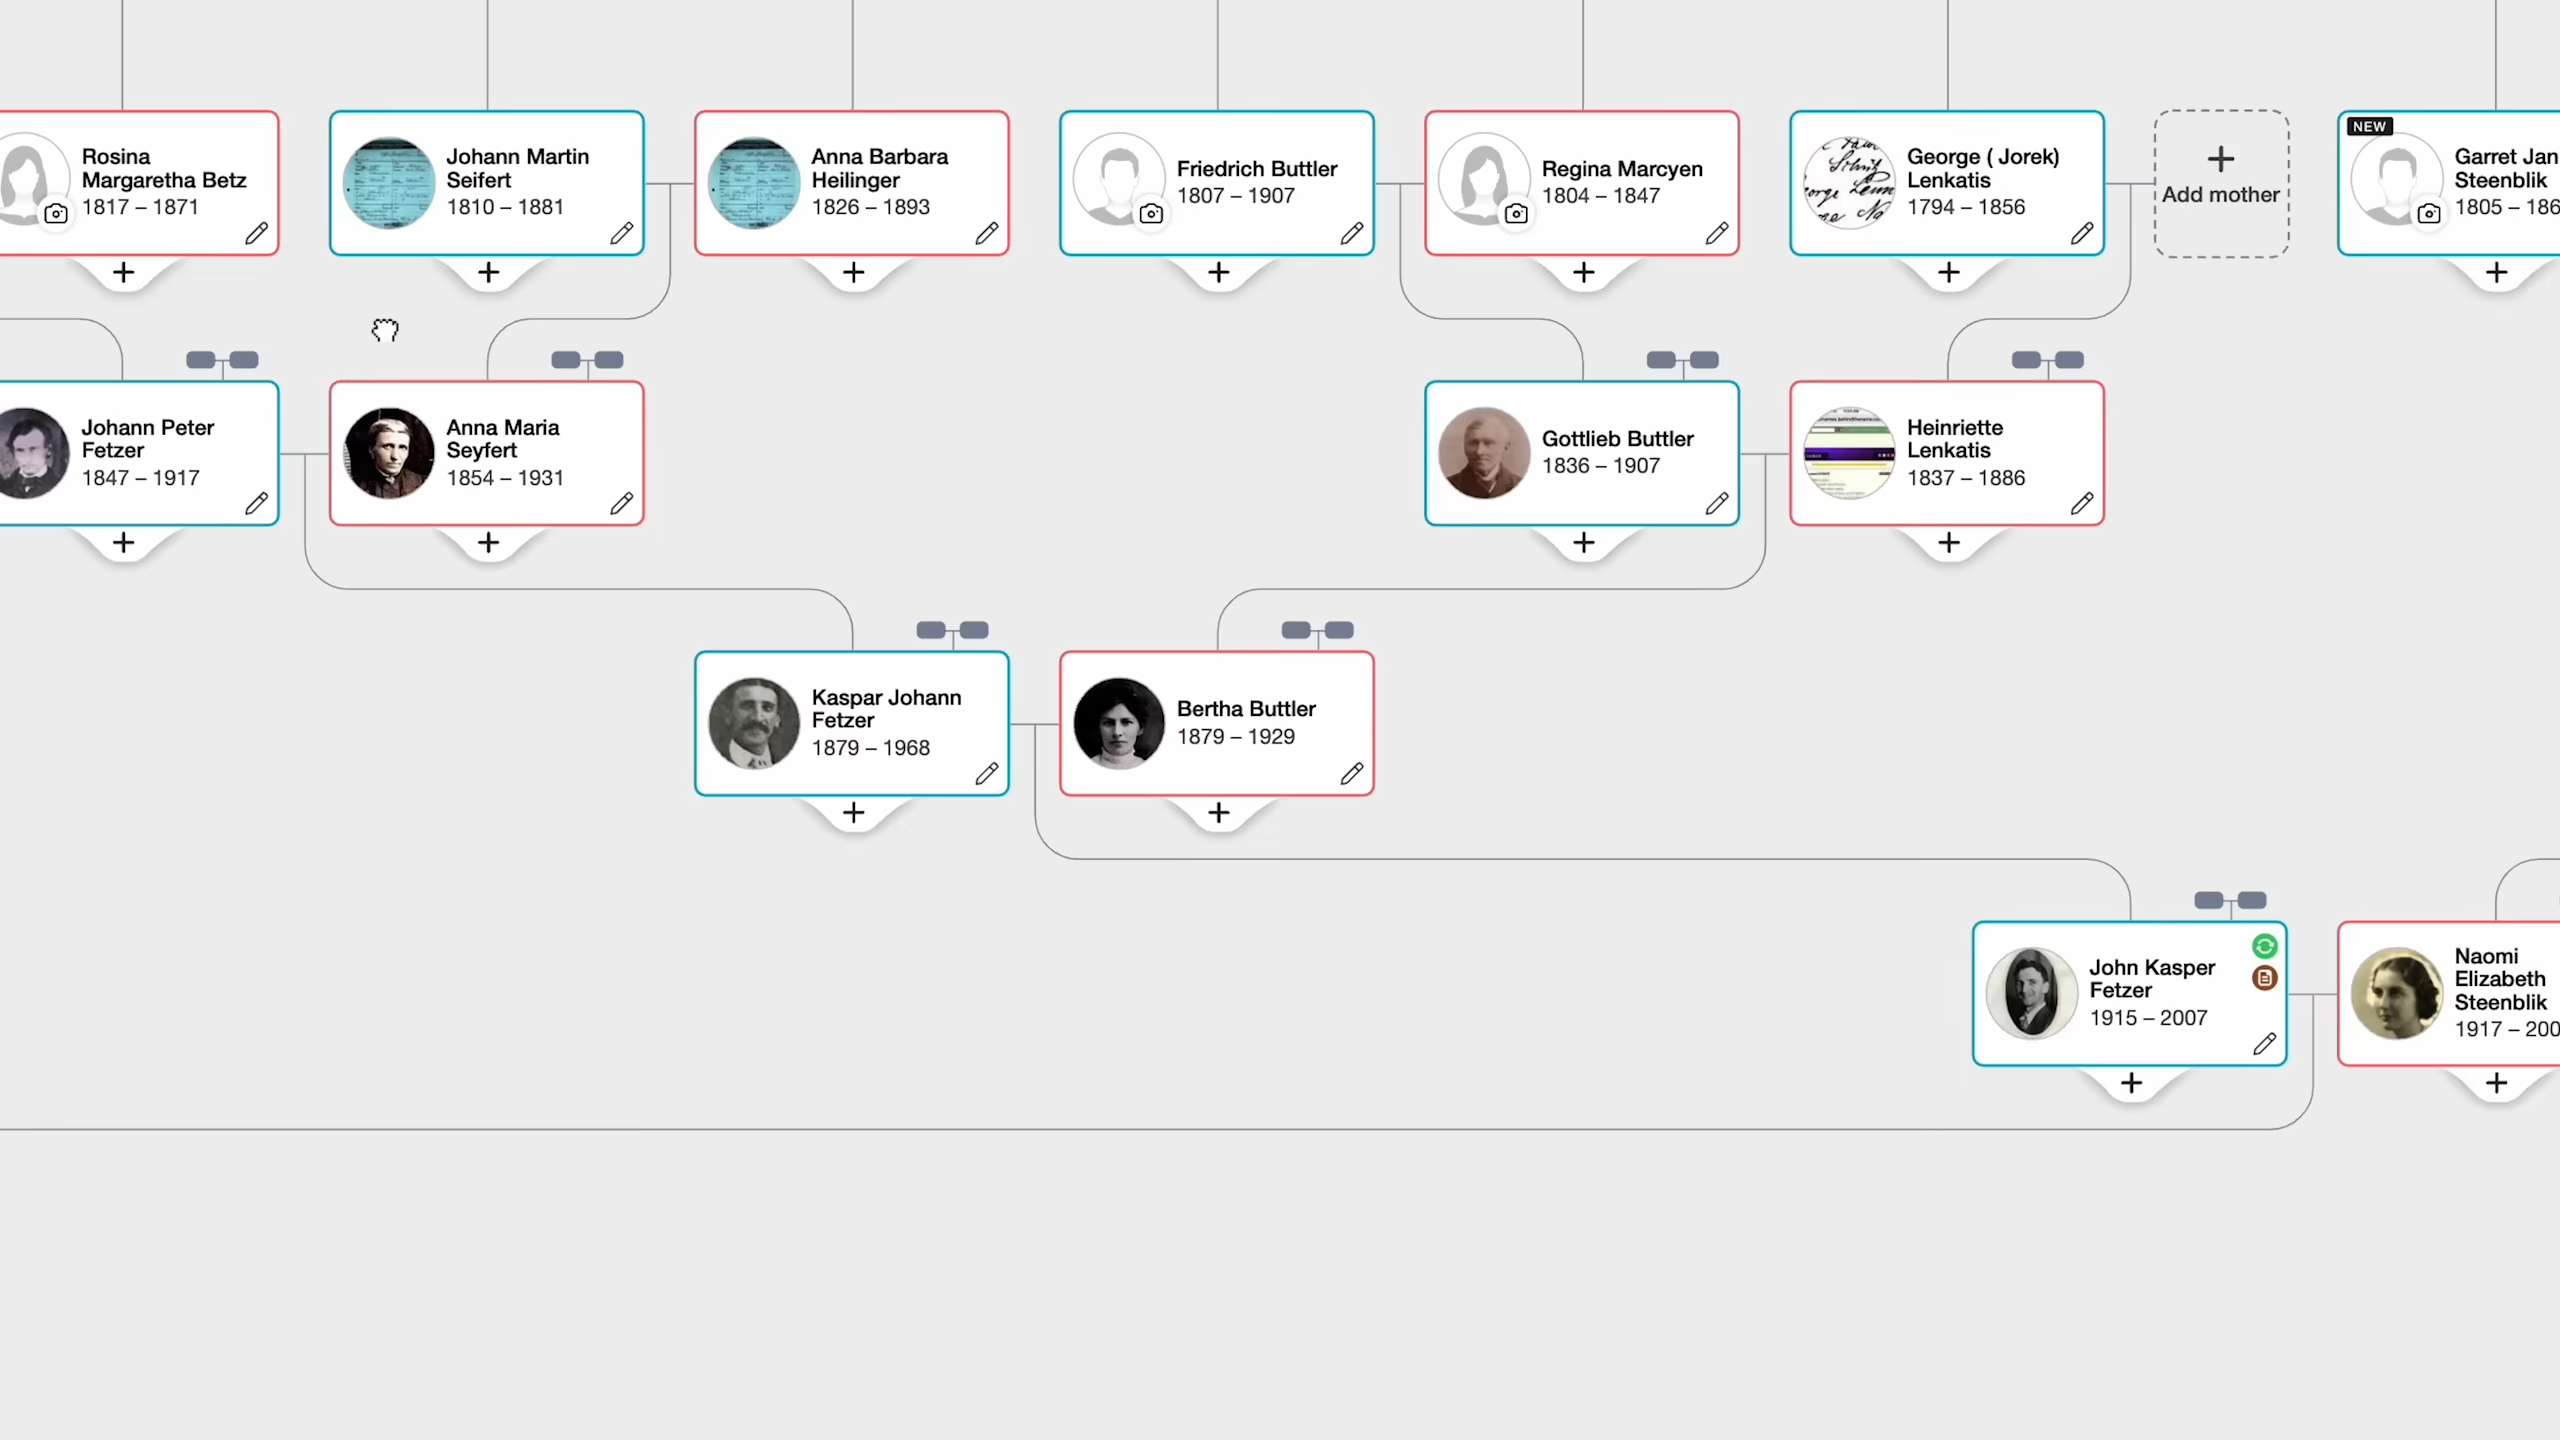 Rosina
Margaretha Betz
1817 – 1871
Johann Martin
Seifert
1810 – 1881
Anna Barbara
Heilinger
1826 – 1893
Friedrich Buttler
1807 – 1907
Regina Marcyen
1804 – 1847
George ( Jorek)
Lenkatis
1794 – 1856
Add mother
NEW
Garret Jan
Steenblik
1805 – 186
Johann Peter
Fetzer
1847 – 1917
Anna Maria
Seyfert
1854 – 1931
Gottlieb Buttler
1836 – 1907
Heinriette
Lenkatis
1837 – 1886
Kaspar Johann
Fetzer
1879 – 1968
Bertha Buttler
1879 – 1929
John Kasper
Fetzer
1915 – 2007
Naomi
Elizabeth
Steenblik
1917 – 200